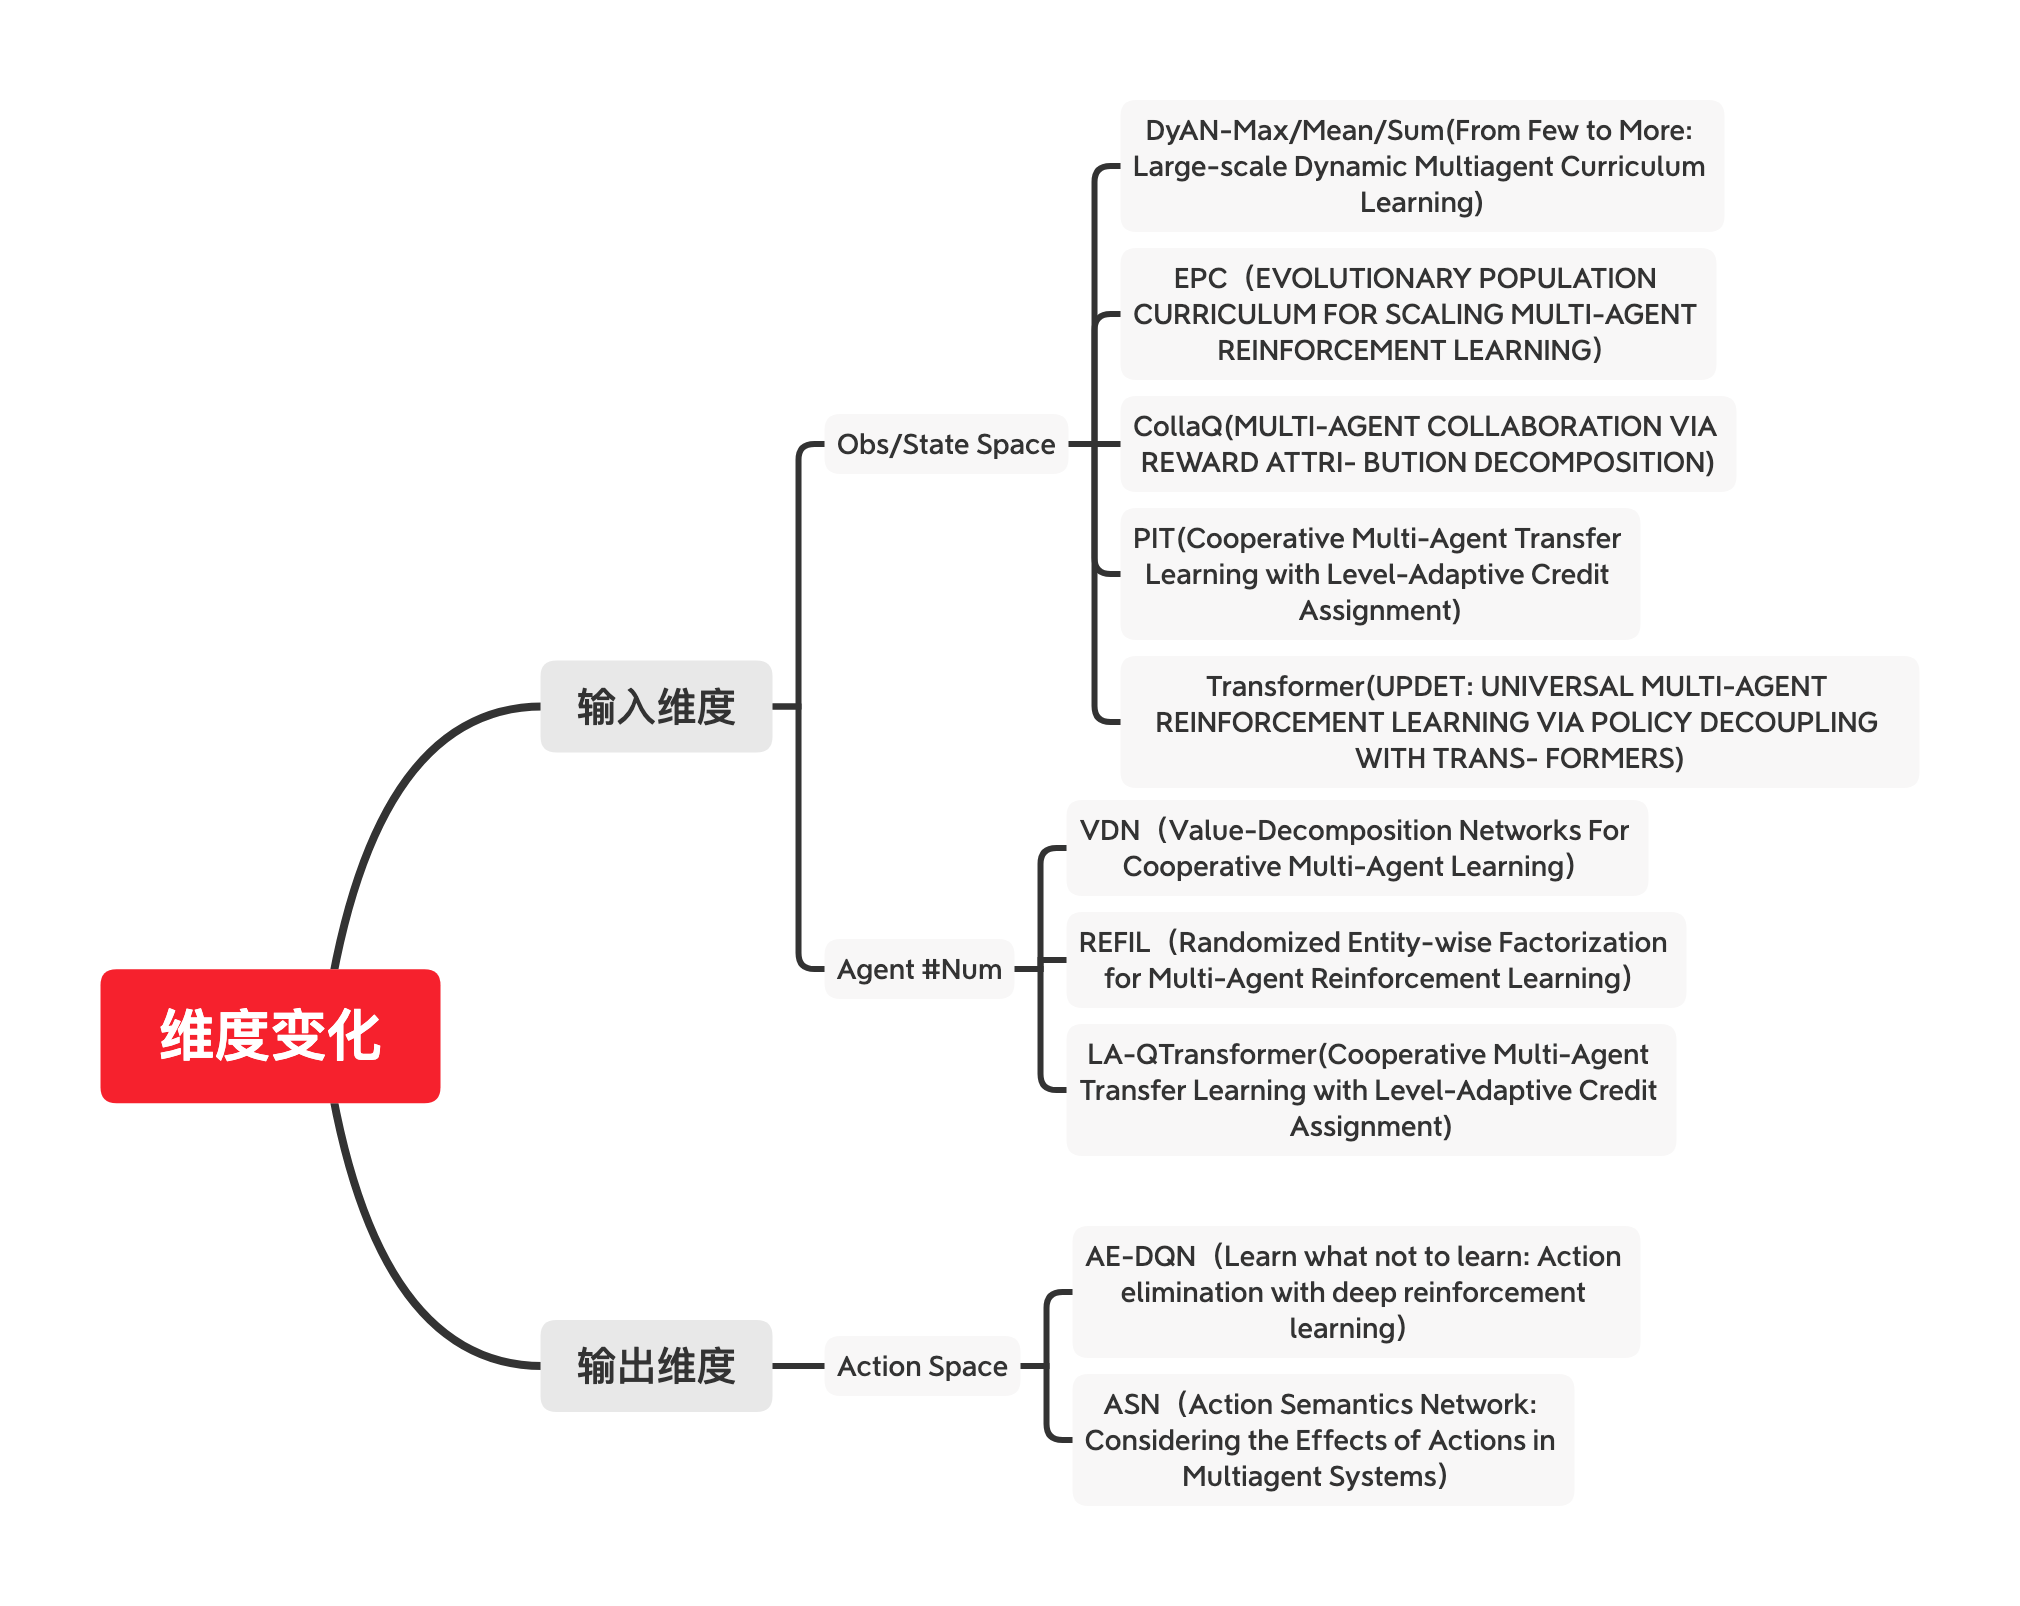 维度变化
输入维度
Obs/State Space
DyAN-Max/Mean/Sum(From Few to More:
Large-scale Dynamic Multiagent Curriculum
Learning)
EPC（EVOLUTIONARY POPULATION
CURRICULUM FOR SCALING MULTI-AGENT
REINFORCEMENT LEARNING）
CollaQ(MULTI-AGENT COLLABORATION VIA
REWARD ATTRI- BUTION DECOMPOSITION)
PIT(Cooperative Multi-Agent Transfer
Learning with Level-Adaptive Credit
Assignment)
Transformer(UPDET: UNIVERSAL MULTI-AGENT
REINFORCEMENT LEARNING VIA POLICY DECOUPLING
WITH TRANS- FORMERS)
Agent #Num
VDN（Value-Decomposition Networks For
Cooperative Multi-Agent Learning）
REFIL（Randomized Entity-wise Factorization
for Multi-Agent Reinforcement Learning）
LA-QTransformer(Cooperative Multi-Agent
Transfer Learning with Level-Adaptive Credit
Assignment)
输出维度
Action Space
AE-DQN（Learn what not to learn: Action
elimination with deep reinforcement
learning）
ASN（Action Semantics Network:
Considering the Effects of Actions in
Multiagent Systems）